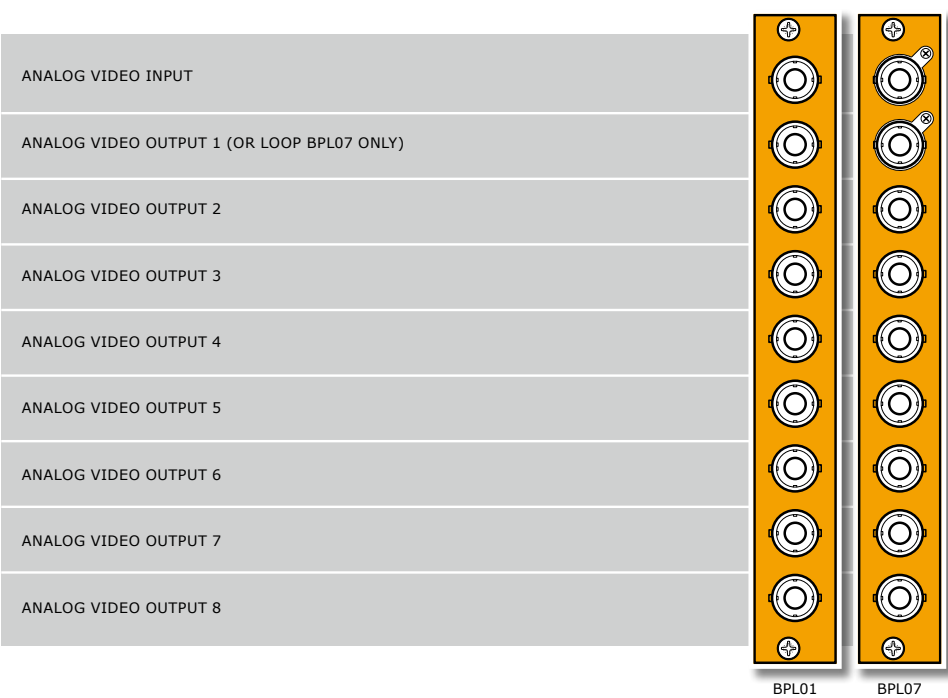 ANALOG VIDEO INPUT
ANALOG VIDEO OUTPUT 1 (OR LOOP BPL07 ONLY)
ANALOG VIDEO OUTPUT 2
ANALOG VIDEO OUTPUT 3
ANALOG VIDEO OUTPUT 4
ANALOG VIDEO OUTPUT 5
ANALOG VIDEO OUTPUT 6
ANALOG VIDEO OUTPUT 7
ANALOG VIDEO OUTPUT 8
BPL01 BPL07